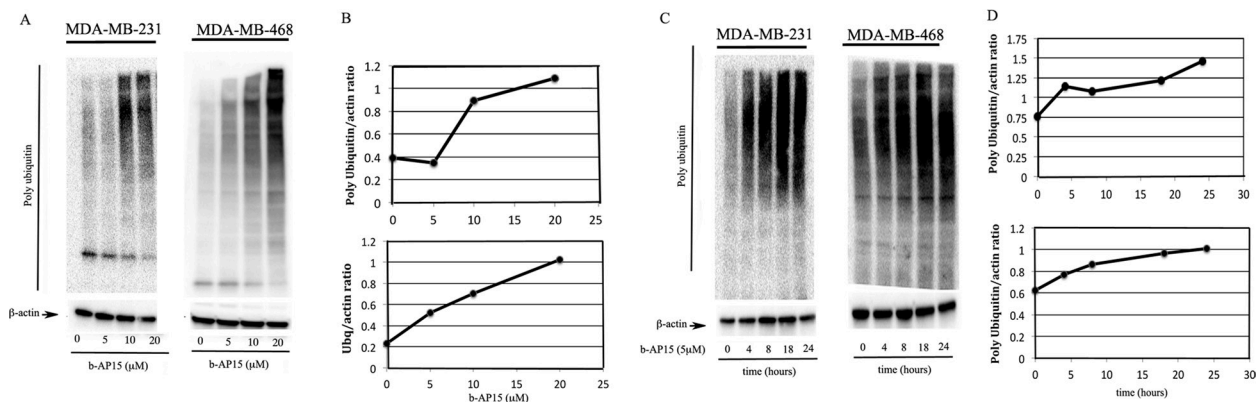 A
MDA-MB-231
MDA-MB-468
Poly ubiquitin
β-actin
0 5 10 20
0 5 10 20
b-AP15 (μM)
b-AP15 (μM)
B
Poly Ubiquitin/actin ratio
1.2
1
0.8
0.6
0.4
0.2
0
0 5 10 15 20 25
Ubq/actin ratio
1.2
1
0.8
0.6
0.4
0.2
0
0 5 10 15 20 25
b-AP15 (μM)
C
MDA-MB-231
MDA-MB-468
Poly ubiquitin
β-actin
b-AP15 (5μM)
0 4 8 18 24
0 4 8 18 24
time (hours)
time (hours)
D
Poly Ubiquitin/actin ratio
1.75
1.5
1.25
1
0.75
0.5
0.25
0
0 5 10 15 20 25 30
Poly Ubiquitin/actin ratio
1.2
1
0.8
0.6
0.4
0.2
0
0 5 10 15 20 25 30
time (hours)